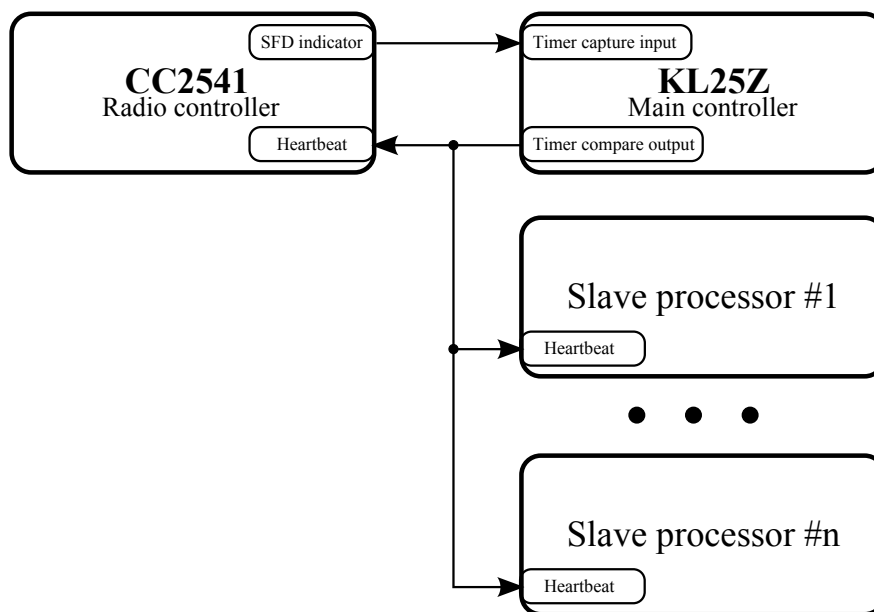 SFD indicator
CC2541
Radio controller
Heartbeat
Timer capture input
KL25Z
Main controller
Timer compare output
Slave processor #1
Heartbeat
Slave processor #n
Heartbeat